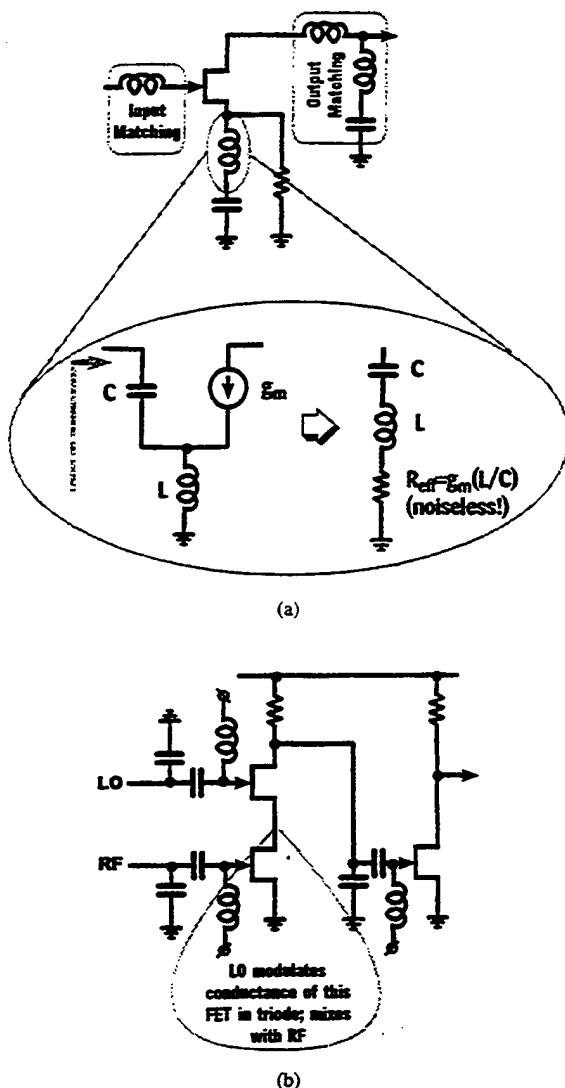 Output
Matching
Input
Matching
C
gm
L
C
L
Reff=gm(L/C)
(noiseless!)
(a)
LO
RF
LO modulates
conductance of this
FET in triode; mixes
with RF
(b)